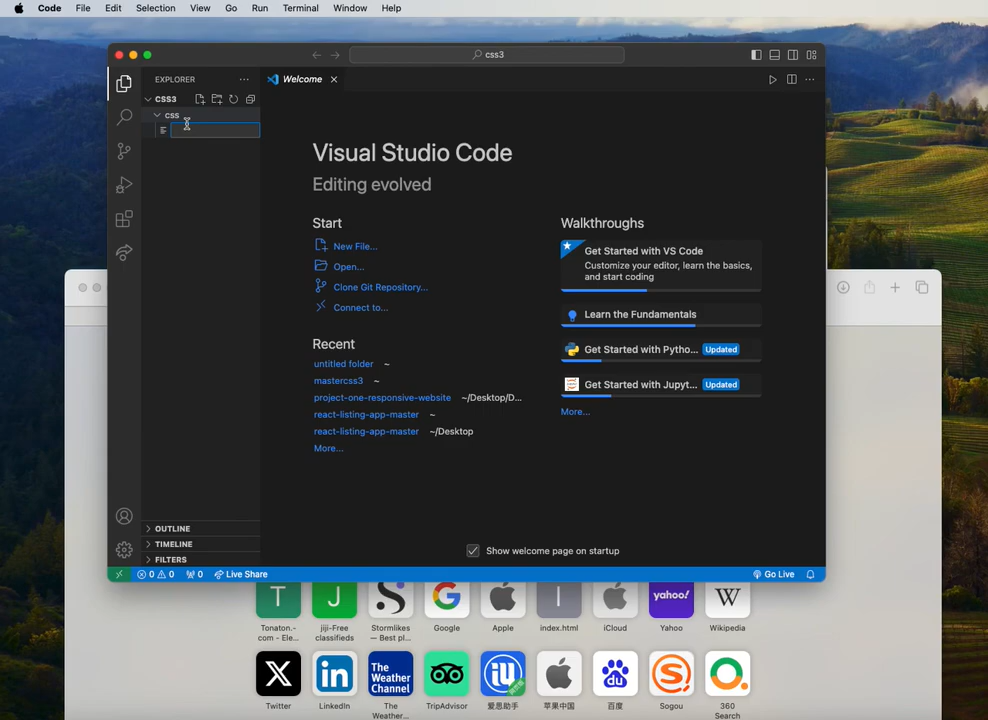 Code File Edit Selection View Go Run Terminal Window Help
css3
EXPLORER
Welcome
CSS3
css
Visual Studio Code
Editing evolved
Start
New File...
Open...
Clone Git Repository...
Connect to...
Recent
untitled folder ~
mastercss3 ~
project-one-responsive-website ~/Desktop/D...
react-listing-app-master ~
react-listing-app-master ~/Desktop
More...
Walkthroughs
Get Started with VS Code
Customize your editor, learn the basics,
and start coding
Learn the Fundamentals
Get Started with Pytho... Updated
Get Started with Jupyt... Updated
More...
OUTLINE
TIMELINE
FILTERS
Show welcome page on startup
0 0 0 Live Share Go Live
T J S G I yahoo! W
Tonaton.-
com - Ele...
jiji-Free
classifieds
Stormlikes
— Best pl...
Google
Apple
index.html
iCloud
Yahoo
Wikipedia
The
Weather
Channel
Twitter
LinkedIn
The
Weather...
TripAdvisor
爱思助手
苹果中国
百度
Sogou
360
Search